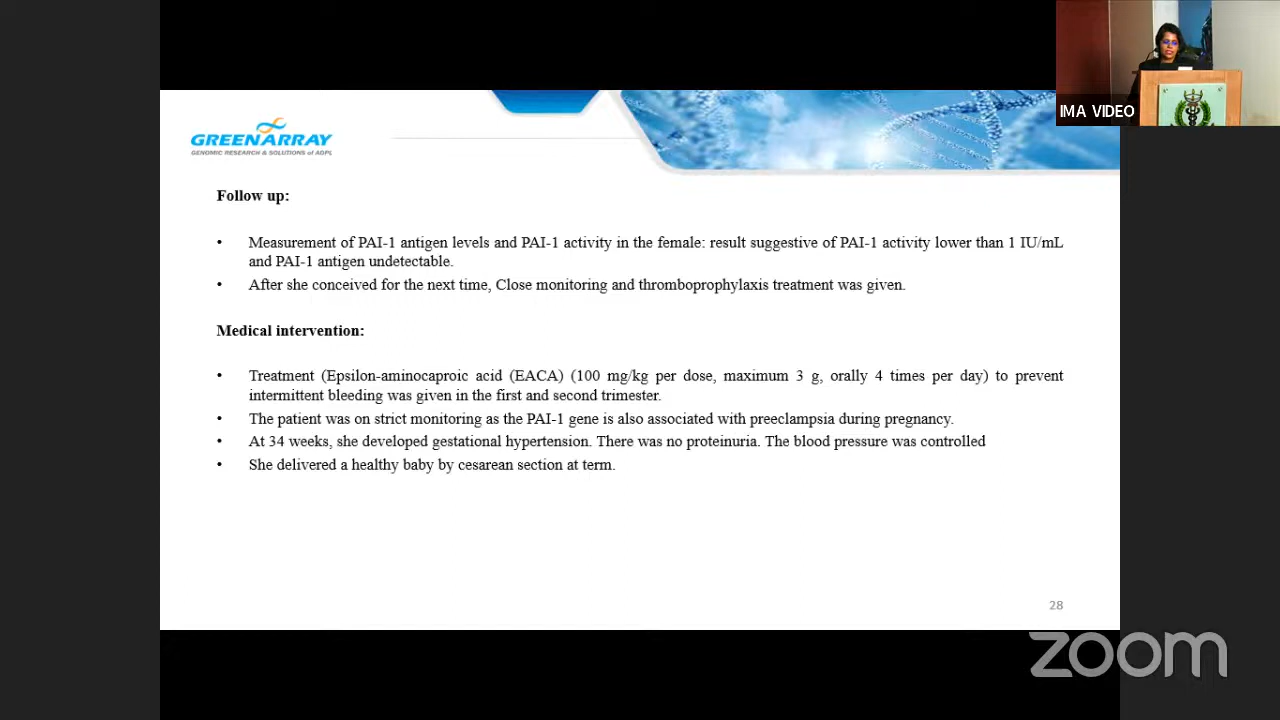 IMA VIDEO
GREENARRAY
GENOMIC RESEARCH & SOLUTIONS of ADPL
Follow up:
• Measurement of PAI-1 antigen levels and PAI-1 activity in the female: result suggestive of PAI-1 activity lower than 1 IU/mL
and PAI-1 antigen undetectable.
• After she conceived for the next time, Close monitoring and thromboprophylaxis treatment was given.
Medical intervention:
• Treatment (Epsilon-aminocaproic acid (EACA) (100 mg/kg per dose, maximum 3 g, orally 4 times per day) to prevent
intermittent bleeding was given in the first and second trimester.
• The patient was on strict monitoring as the PAI-1 gene is also associated with preeclampsia during pregnancy.
• At 34 weeks, she developed gestational hypertension. There was no proteinuria. The blood pressure was controlled
• She delivered a healthy baby by cesarean section at term.
28
zoom